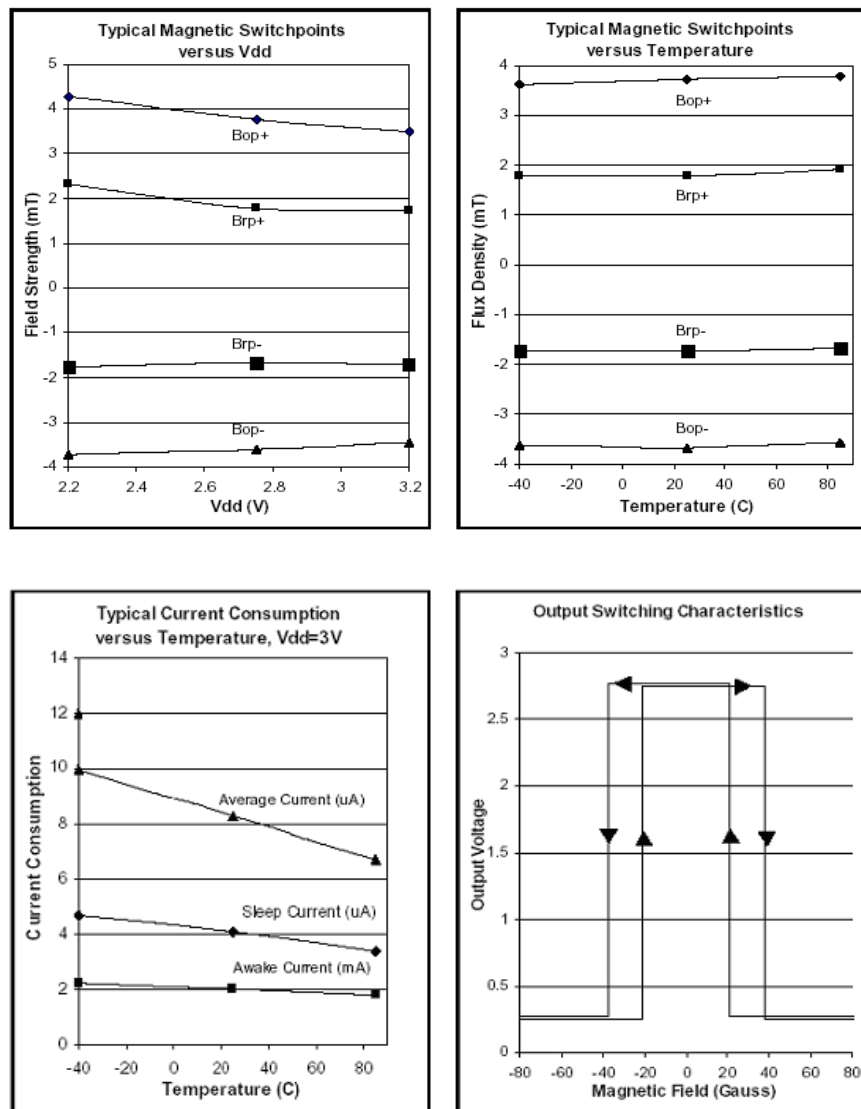 Typical Magnetic Switchpoints
versus Vdd
5
4
3
2
1
0
-1
-2
-3
-4
Field Strength (mT)
Bop+
Brp+
Brp-
Bop-
2.2 2.4 2.6 2.8 3 3.2
Vdd (V)
Typical Magnetic Switchpoints
versus Temperature
4
3
2
1
0
-1
-2
-3
-4
Flux Density (mT)
Bop+
Brp+
Brp-
Bop-
-40 -20 0 20 40 60 80
Temperature (C)
Typical Current Consumption
versus Temperature, Vdd=3V
14
12
10
8
6
4
2
0
Current Consumption
Average Current (uA)
Sleep Current (uA)
Awake Current (mA)
-40 -20 0 20 40 60 80
Temperature (C)
Output Switching Characteristics
3
2.5
2
1.5
1
0.5
0
Output Voltage
-80 -60 -40 -20 0 20 40 60 80
Magnetic Field (Gauss)